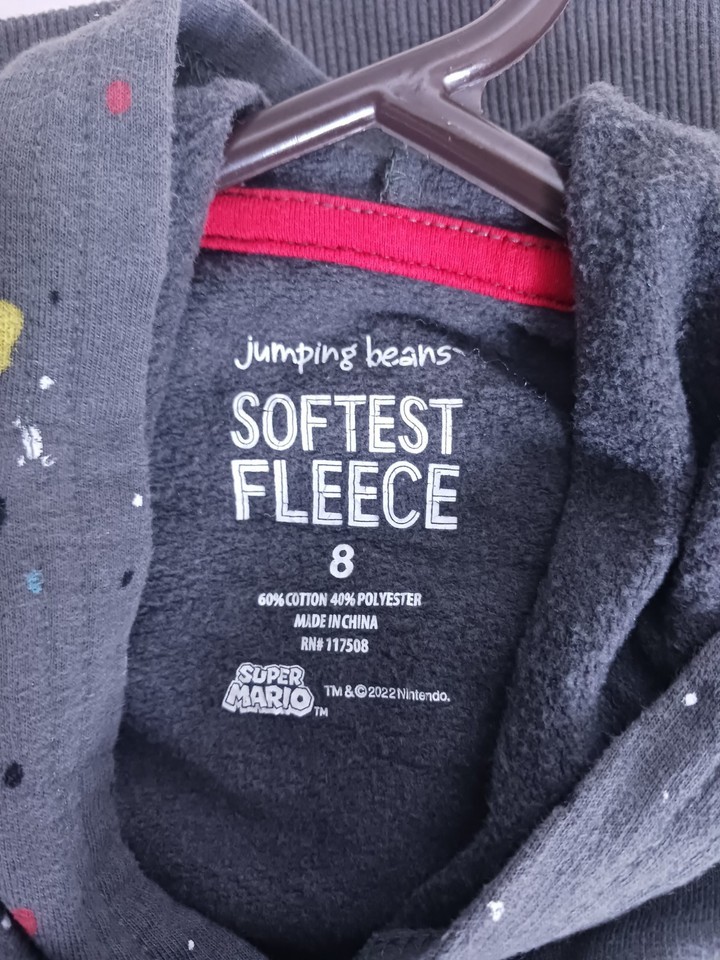 jumping beans
SOFTEST
FLEECE
8
60% COTTON 40% POLYESTER
MADE IN CHINA
RN# 117508
SUPER
MARIO TM
TM & © 2022 Nintendo.